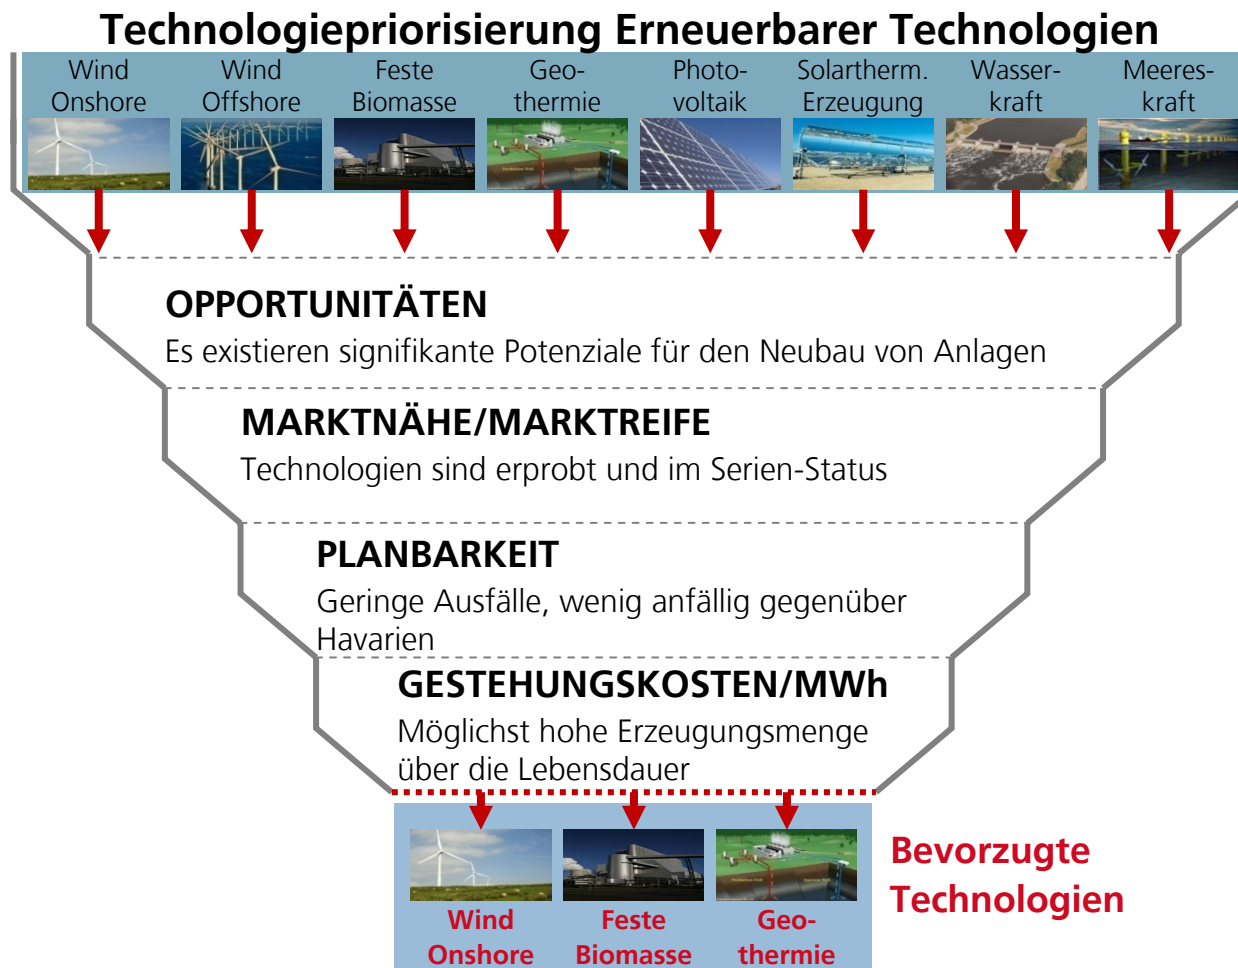 Technologiepriorisierung Erneuerbarer Technologien
Wind
Onshore
Wind
Offshore
Feste
Biomasse
Geo-
thermie
Photo-
voltaik
Solartherm.
Erzeugung
Wasser-
kraft
Meeres-
kraft
OPPORTUNITÄTEN
Es existieren signifikante Potenziale für den Neubau von Anlagen
MARKTNÄHE/MARKTREIFE
Technologien sind erprobt und im Serien-Status
PLANBARKEIT
Geringe Ausfälle, wenig anfällig gegenüber
Havarien
GESTEHUNGSKOSTEN/MWh
Möglichst hohe Erzeugungsmenge
über die Lebensdauer
Bevorzugte
Technologien
Wind
Onshore
Feste
Biomasse
Geo-
thermie